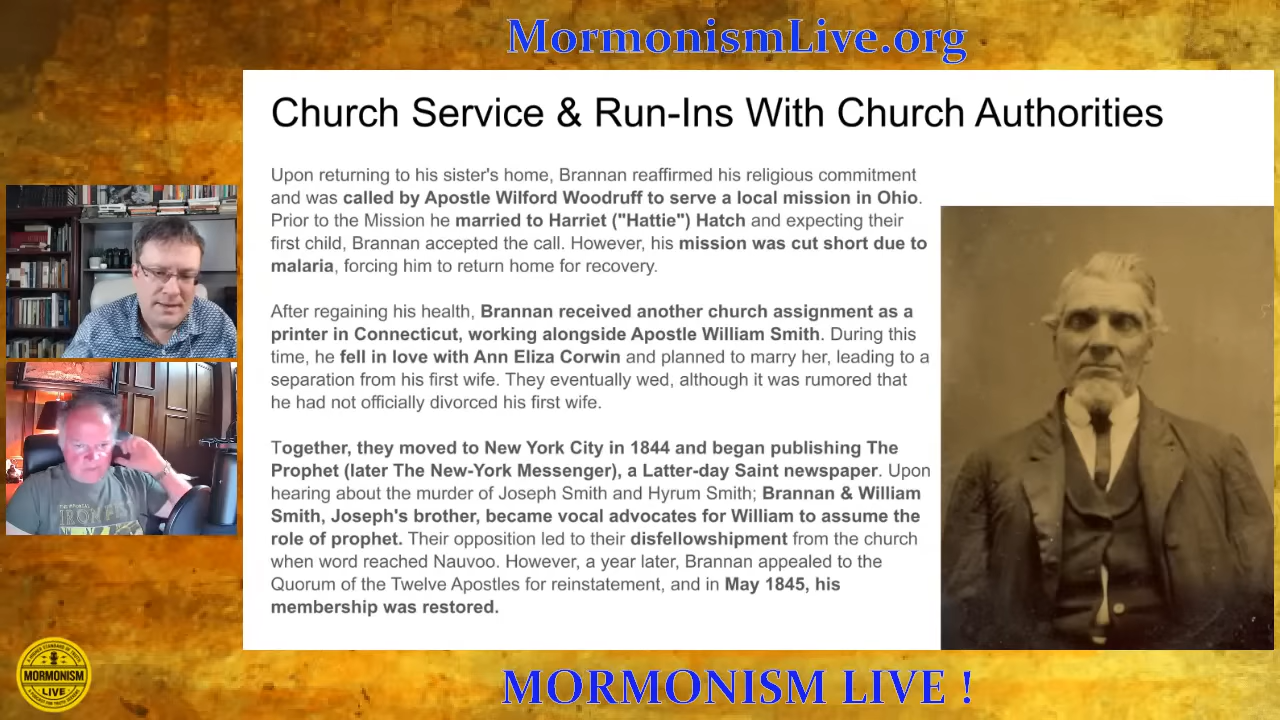 MormonismLive.org
Church Service & Run-Ins With Church Authorities
Upon returning to his sister's home, Brannan reaffirmed his religious commitment
and was called by Apostle Wilford Woodruff to serve a local mission in Ohio.
Prior to the Mission he married to Harriet ("Hattie") Hatch and expecting their
first child, Brannan accepted the call. However, his mission was cut short due to
malaria, forcing him to return home for recovery.
After regaining his health, Brannan received another church assignment as a
printer in Connecticut, working alongside Apostle William Smith. During this
time, he fell in love with Ann Eliza Corwin and planned to marry her, leading to a
separation from his first wife. They eventually wed, although it was rumored that
he had not officially divorced his first wife.
Together, they moved to New York City in 1844 and began publishing The
Prophet (later The New-York Messenger), a Latter-day Saint newspaper. Upon
hearing about the murder of Joseph Smith and Hyrum Smith; Brannan & William
Smith, Joseph's brother, became vocal advocates for William to assume the
role of prophet. Their opposition led to their disfellowshipment from the church
when word reached Nauvoo. However, a year later, Brannan appealed to the
Quorum of the Twelve Apostles for reinstatement, and in May 1845, his
membership was restored.
MORMONISM
LIVE
MORMONISM LIVE !